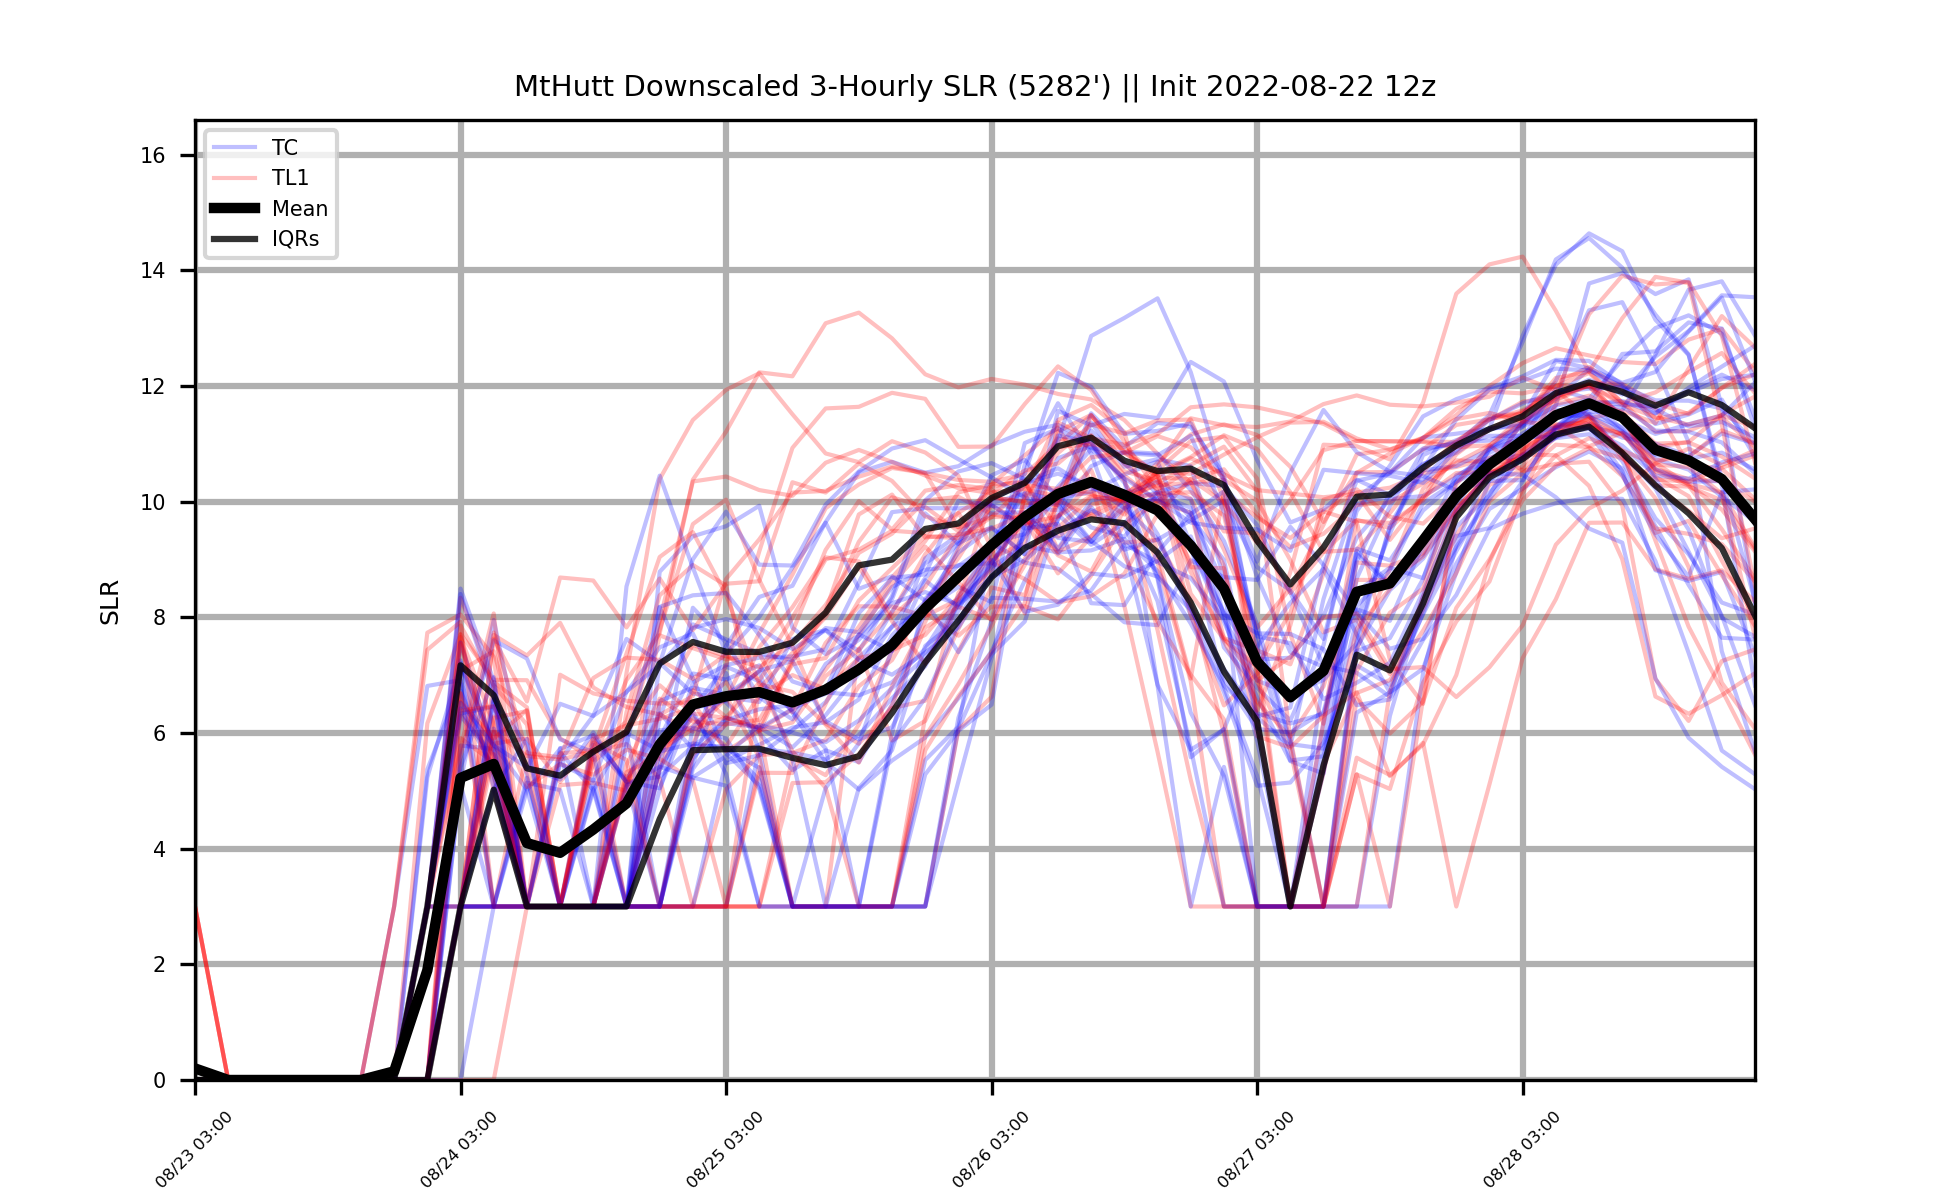 MtHutt Downscaled 3-Hourly SLR (5282') || Init 2022-08-22 12z
TC
TL1
Mean
IQRs
SLR
16
14
12
10
8
6
4
2
0
08/23 03:00
08/24 03:00
08/25 03:00
08/26 03:00
08/27 03:00
08/28 03:00